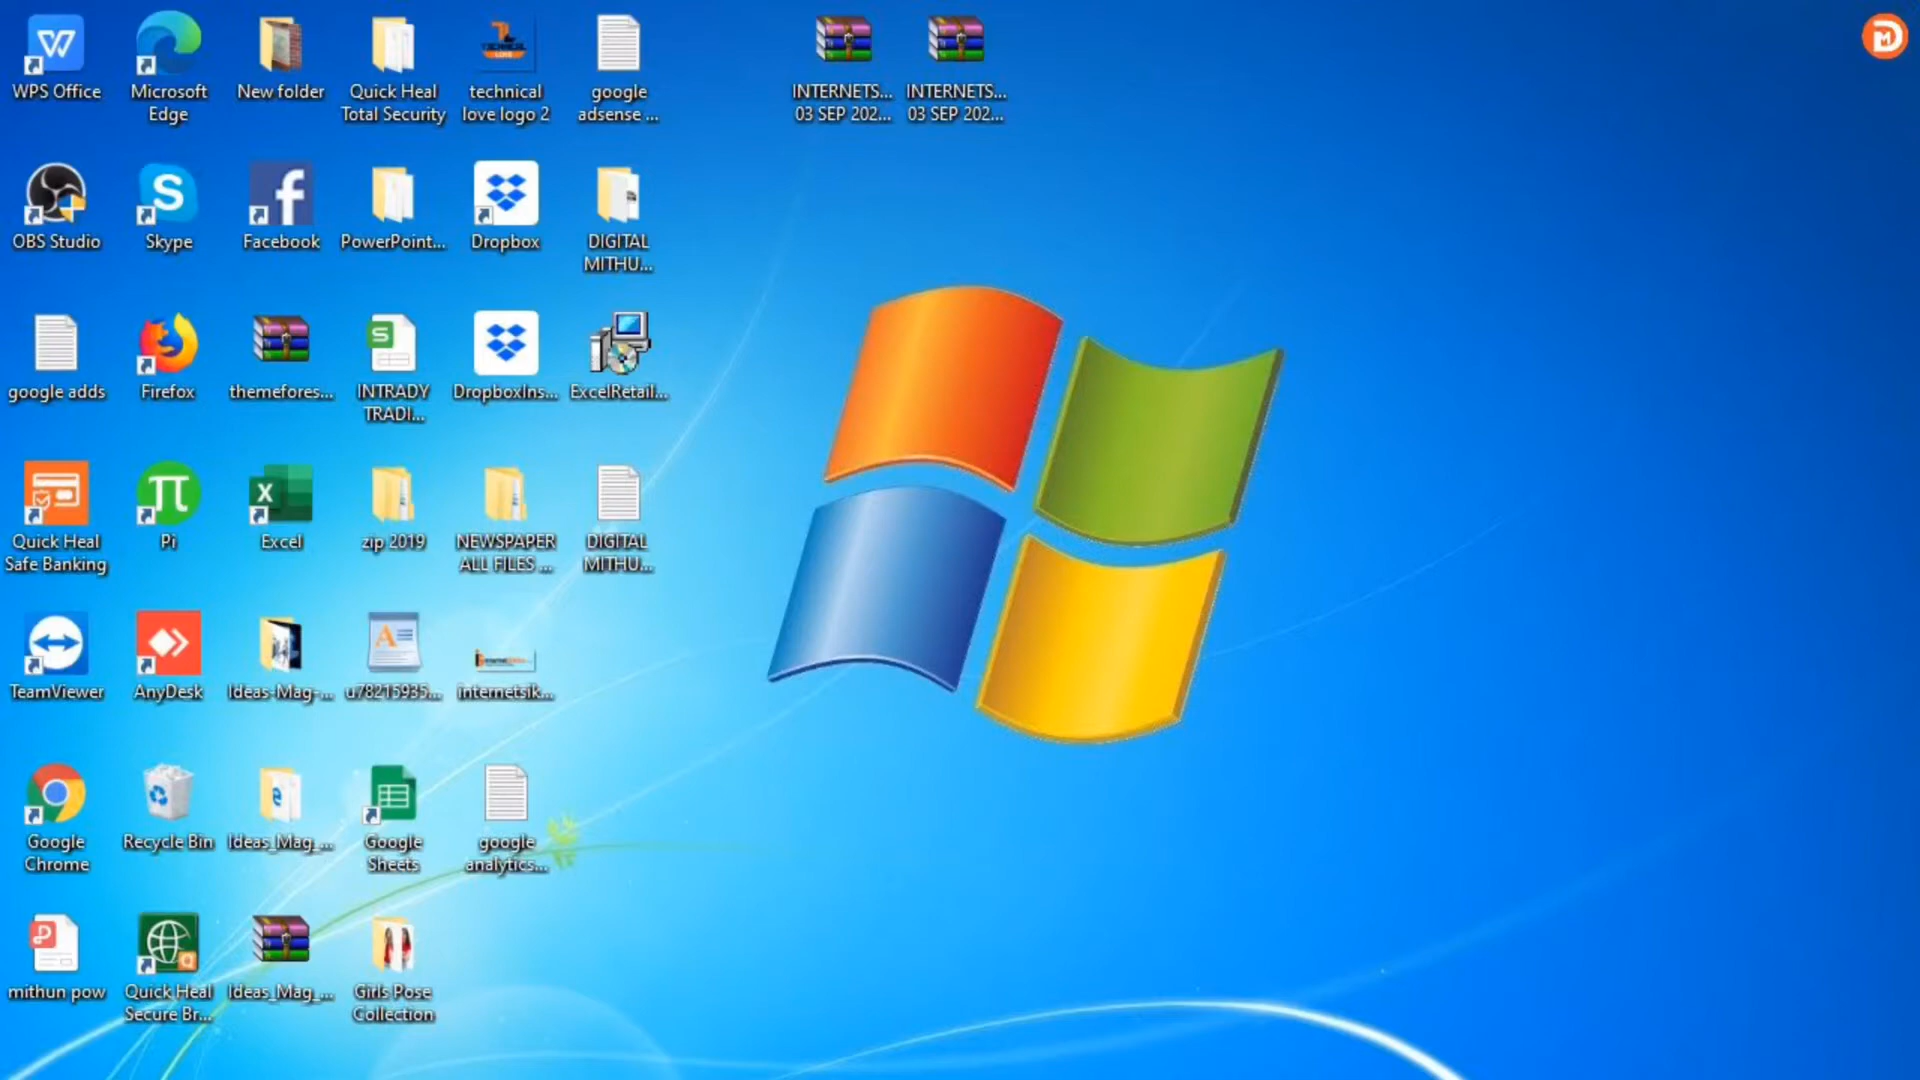 WPS Office
Microsoft
Edge
New folder
Quick Heal
Total Security
technical
love logo 2
google
adsense ...
INTERNETS...
03 SEP 202...
INTERNETS...
03 SEP 202...
OBS Studio
Skype
Facebook
PowerPoint...
Dropbox
DIGITAL
MITHU...
google adds
Firefox
themefores...
INTRADY
TRADI...
DropboxIns...
ExcelRetail...
Quick Heal
Safe Banking
Pi
Excel
zip 2019
NEWSPAPER
ALL FILES ...
DIGITAL
MITHU...
TeamViewer
AnyDesk
Ideas-Mag-...
u78215935...
internetsik...
Google
Chrome
Recycle Bin
Ideas_Mag_...
Google
Sheets
google
analytics...
mithun pow
Quick Heal
Secure Br...
Ideas_Mag_...
Girls Pose
Collection